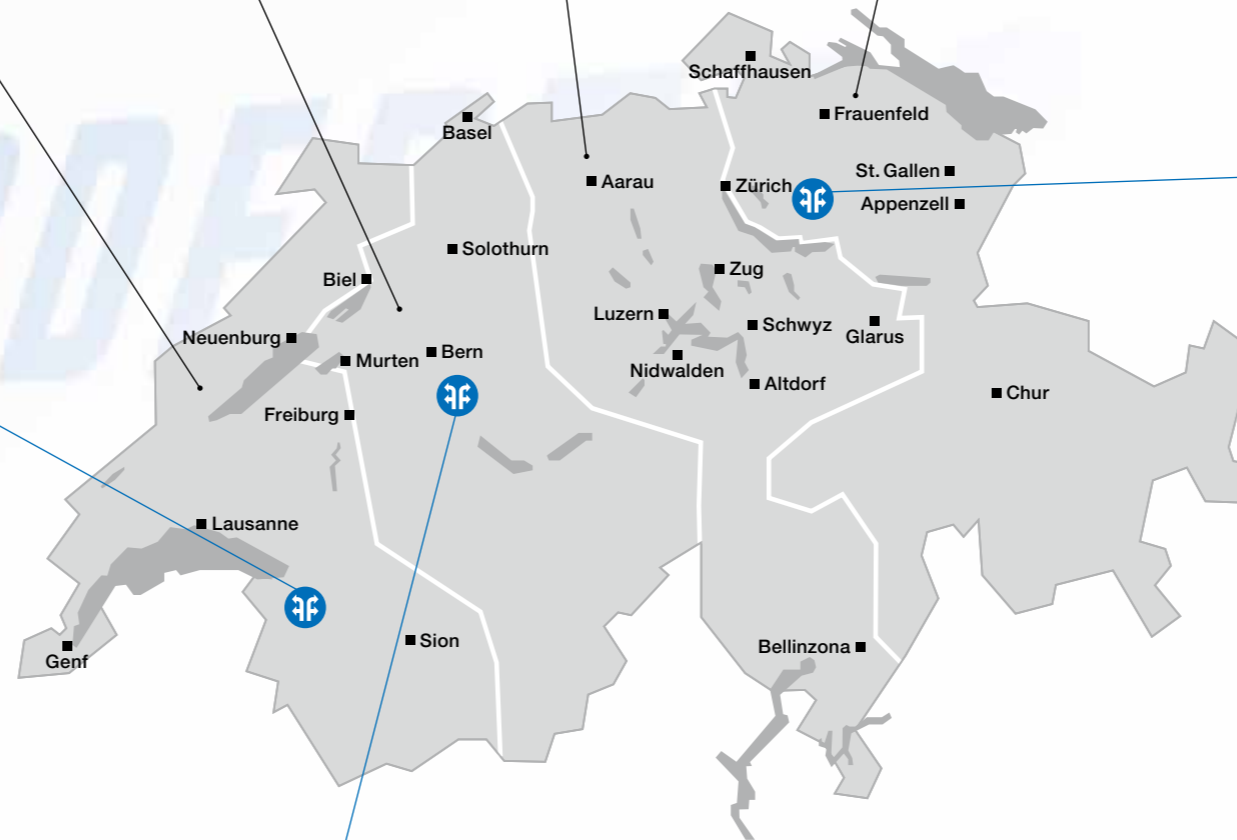 Schaffhausen
Basel
Frauenfeld
Aarau
Zürich
St. Gallen
Appenzell
Solothurn
Biel
Zug
Luzern
Schwyz
Neuenburg
Glarus
Murten
Bern
Nidwalden
Altdorf
Chur
Freiburg
Lausanne
Sion
Bellinzona
Genf